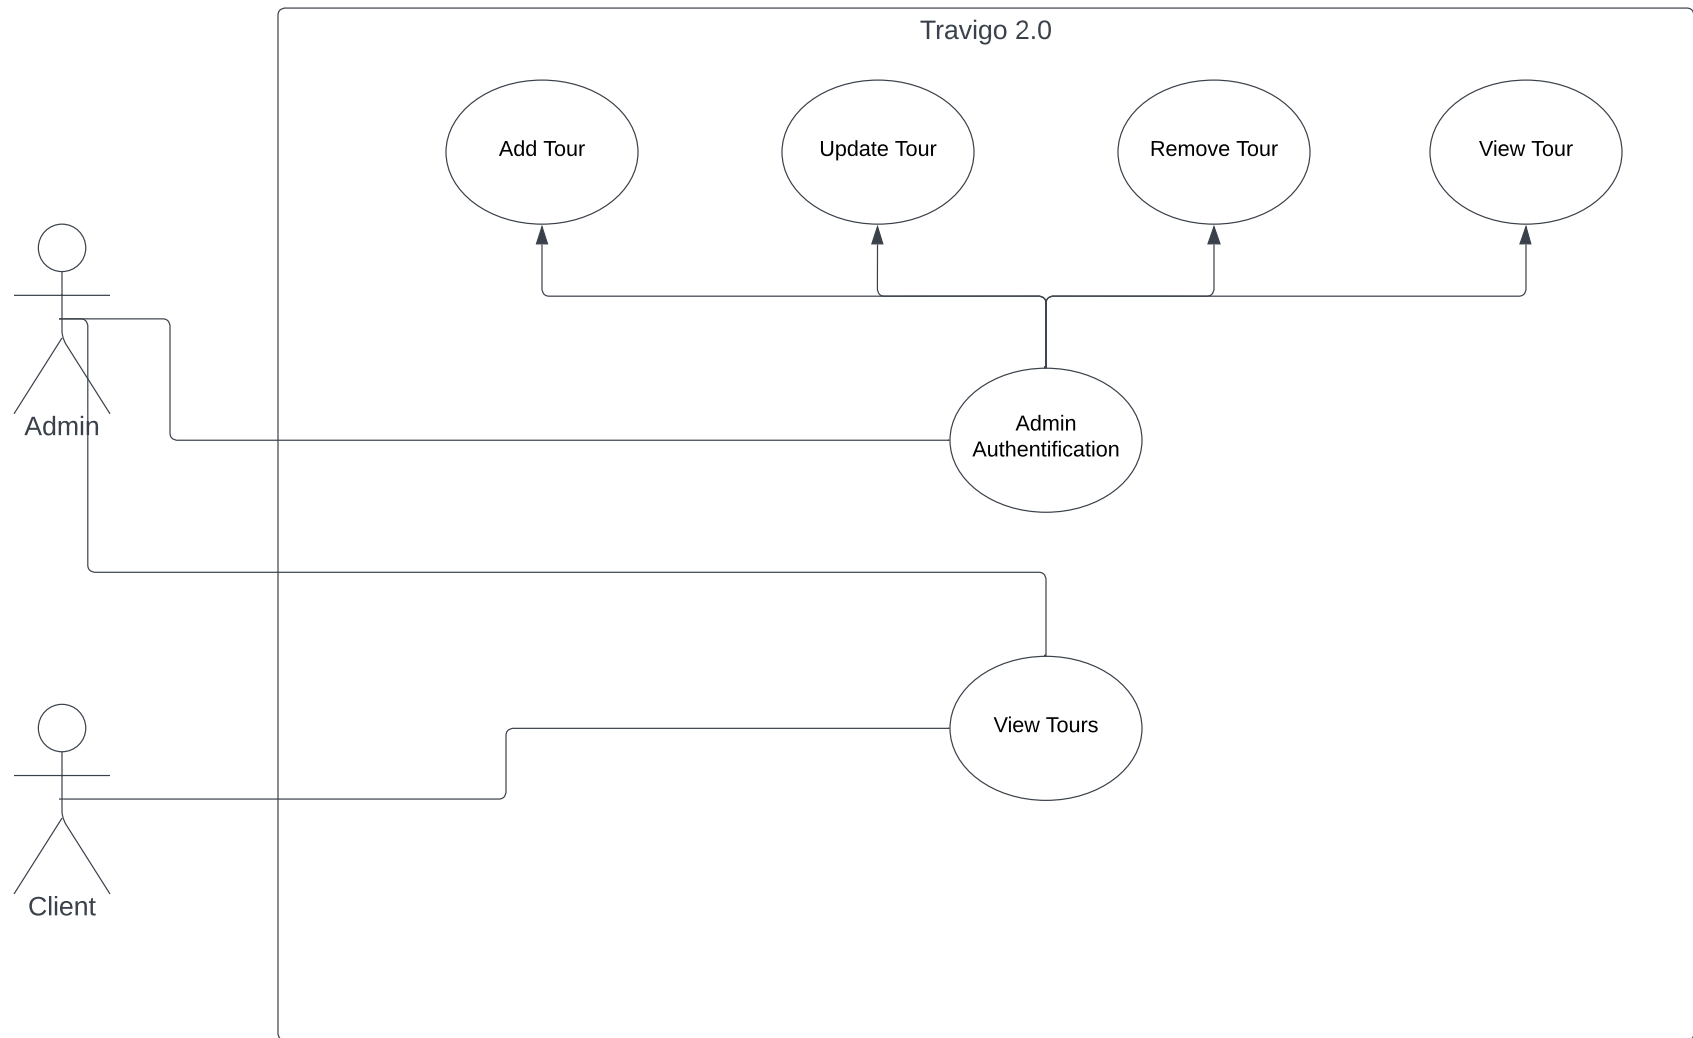 Travigo 2.0
Add Tour
Update Tour
Remove Tour
View Tour
Admin
Admin
Authentification
View Tours
Client